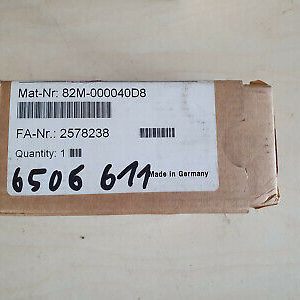 Mat-Nr: 82M-000040D8
FA-Nr.: 2578238
Quantity: 1
6506 611 Made in Germany